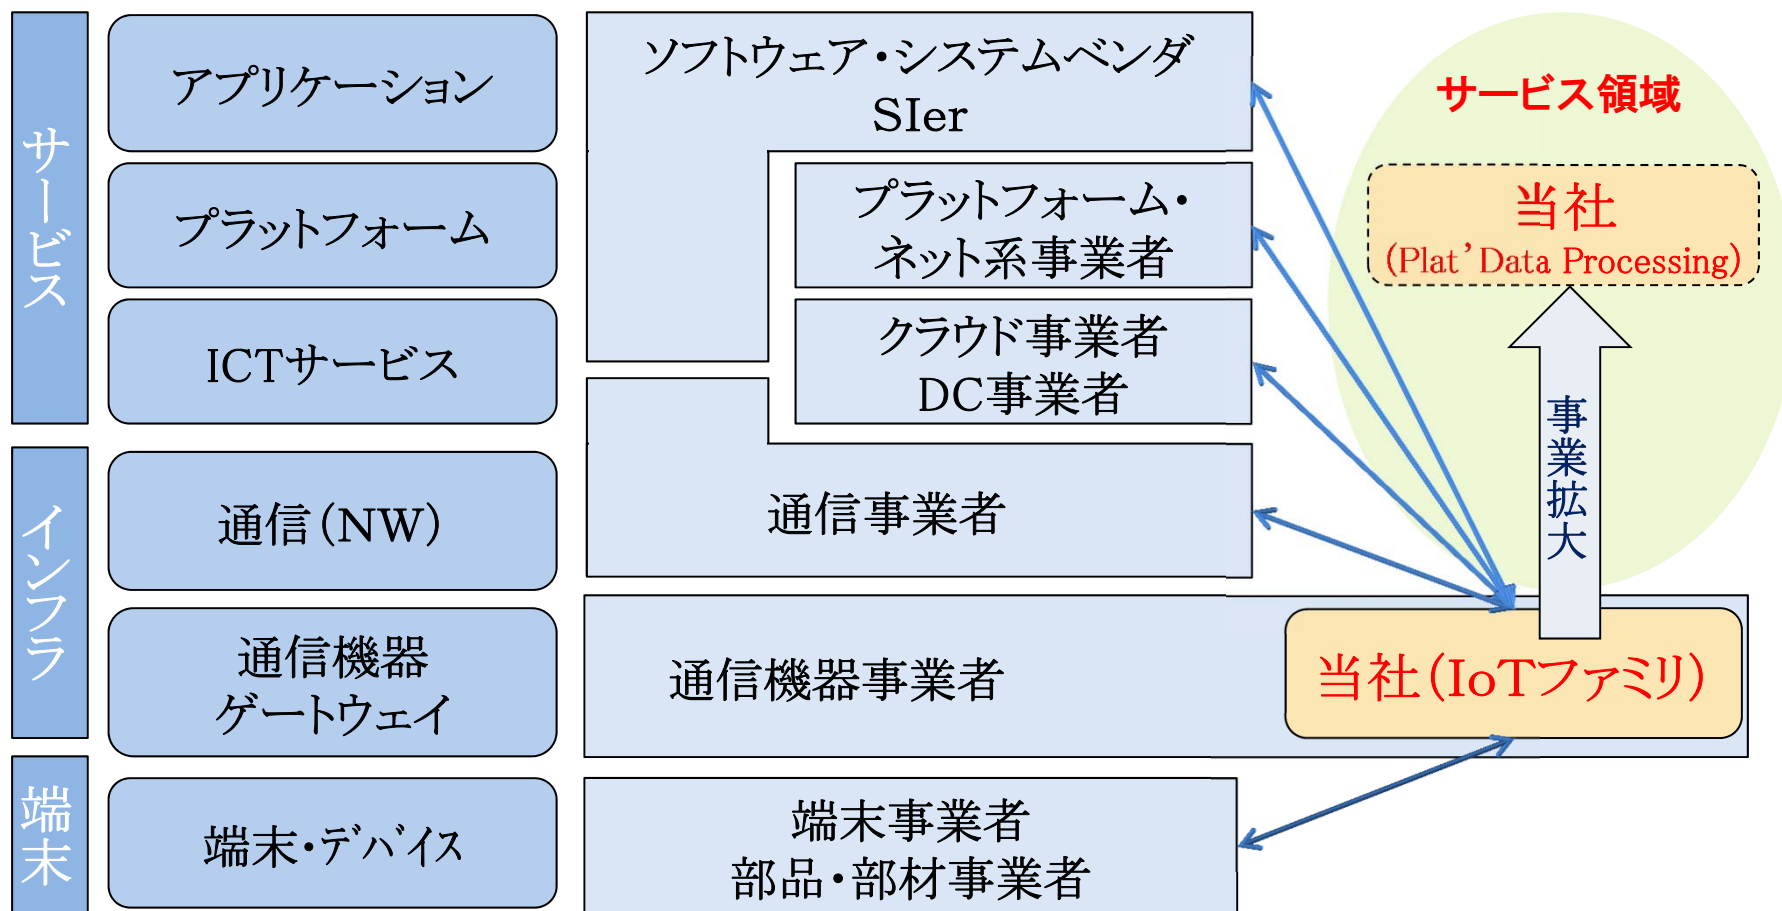 サービス
アプリケーション
プラットフォーム
ICTサービス
インフラ
通信(NW)
通信機器
ゲートウェイ
端末
端末・デバイス
ソフトウェア・システムベンダ
SIer
プラットフォーム・
ネット系事業者
クラウド事業者
DC事業者
通信事業者
通信機器事業者
端末事業者
部品・部材事業者
サービス領域
当社
(Plat’Data Processing)
事業拡大
当社(IoTファミリ)